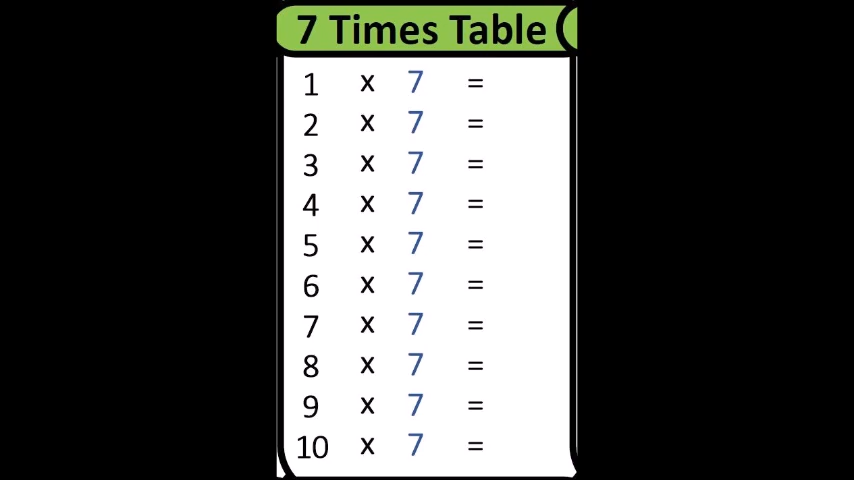 7 Times Table
1 x 7 =
2 x 7 =
3 x 7 =
4 x 7 =
5 x 7 =
6 x 7 =
7 x 7 =
8 x 7 =
9 x 7 =
10 x 7 =